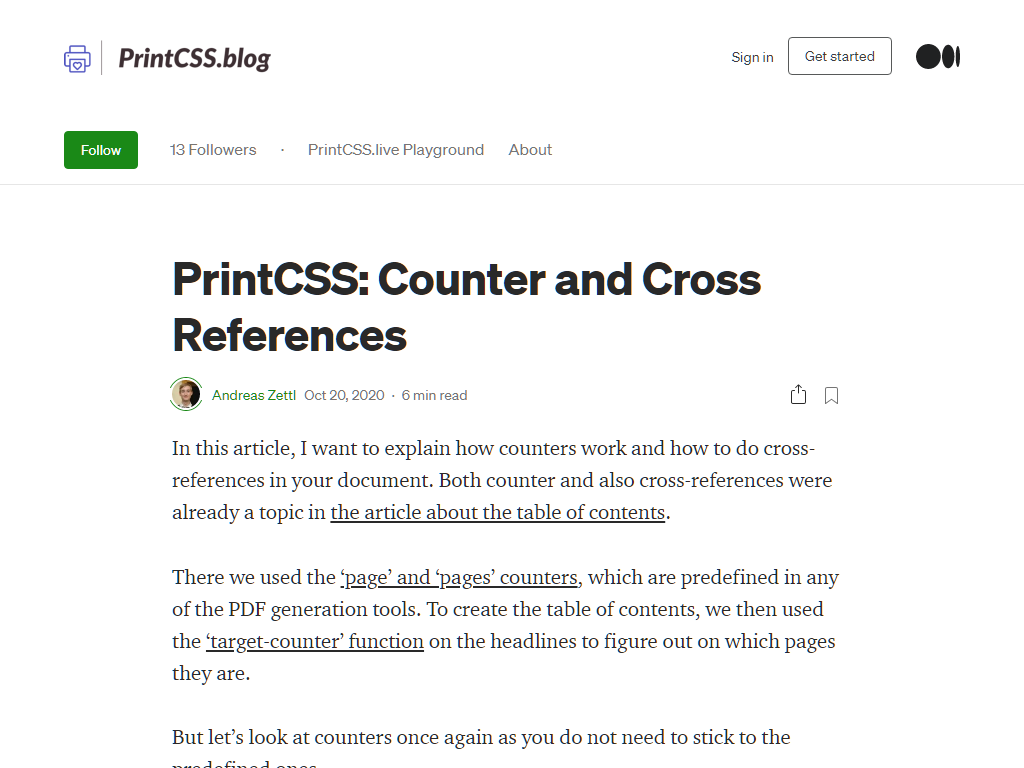 PrintCSS.blog
Sign in
Get started
Follow
13 Followers
·
PrintCSS.live Playground
About
PrintCSS: Counter and Cross
References
Andreas Zettl Oct 20, 2020 · 6 min read
In this article, I want to explain how counters work and how to do cross-
references in your document. Both counter and also cross-references were
already a topic in the article about the table of contents.
There we used the ‘page’ and ‘pages’ counters, which are predefined in any
of the PDF generation tools. To create the table of contents, we then used
the ‘target-counter’ function on the headlines to figure out on which pages
they are.
But let’s look at counters once again as you do not need to stick to the
predefined ones.